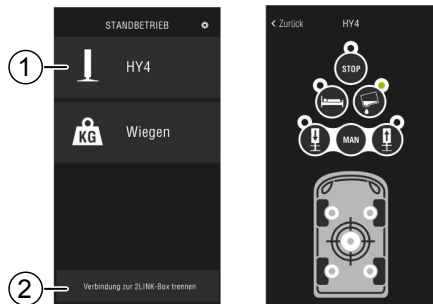 STANDBETRIEB
1
HY4
KG
Wiegen
2
Verbindung zur 2LINK-Box trennen
< Zurück
HY4
STOP
MAN